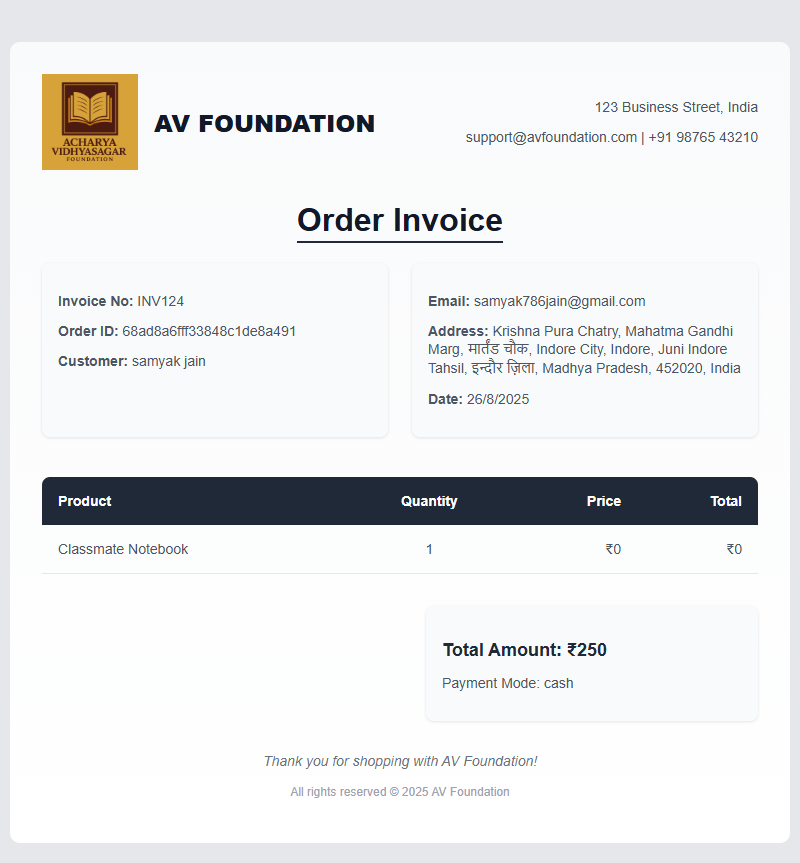 ACHARYA
VIDHYASAGAR
FOUNDATION
AV FOUNDATION
123 Business Street, India
support@avfoundation.com | +91 98765 43210
Order Invoice
Invoice No: INV124
Order ID: 68ad8a6fff33848c1de8a491
Customer: samyak jain
Email: samyak786jain@gmail.com
Address: Krishna Pura Chatry, Mahatma Gandhi
Marg, मार्तंड चौक, Indore City, Indore, Juni Indore
Tahsil, इन्दौर ज़िला, Madhya Pradesh, 452020, India
Date: 26/8/2025
Product Quantity Price Total
Classmate Notebook 1 ₹0 ₹0
Total Amount: ₹250
Payment Mode: cash
Thank you for shopping with AV Foundation!
All rights reserved © 2025 AV Foundation